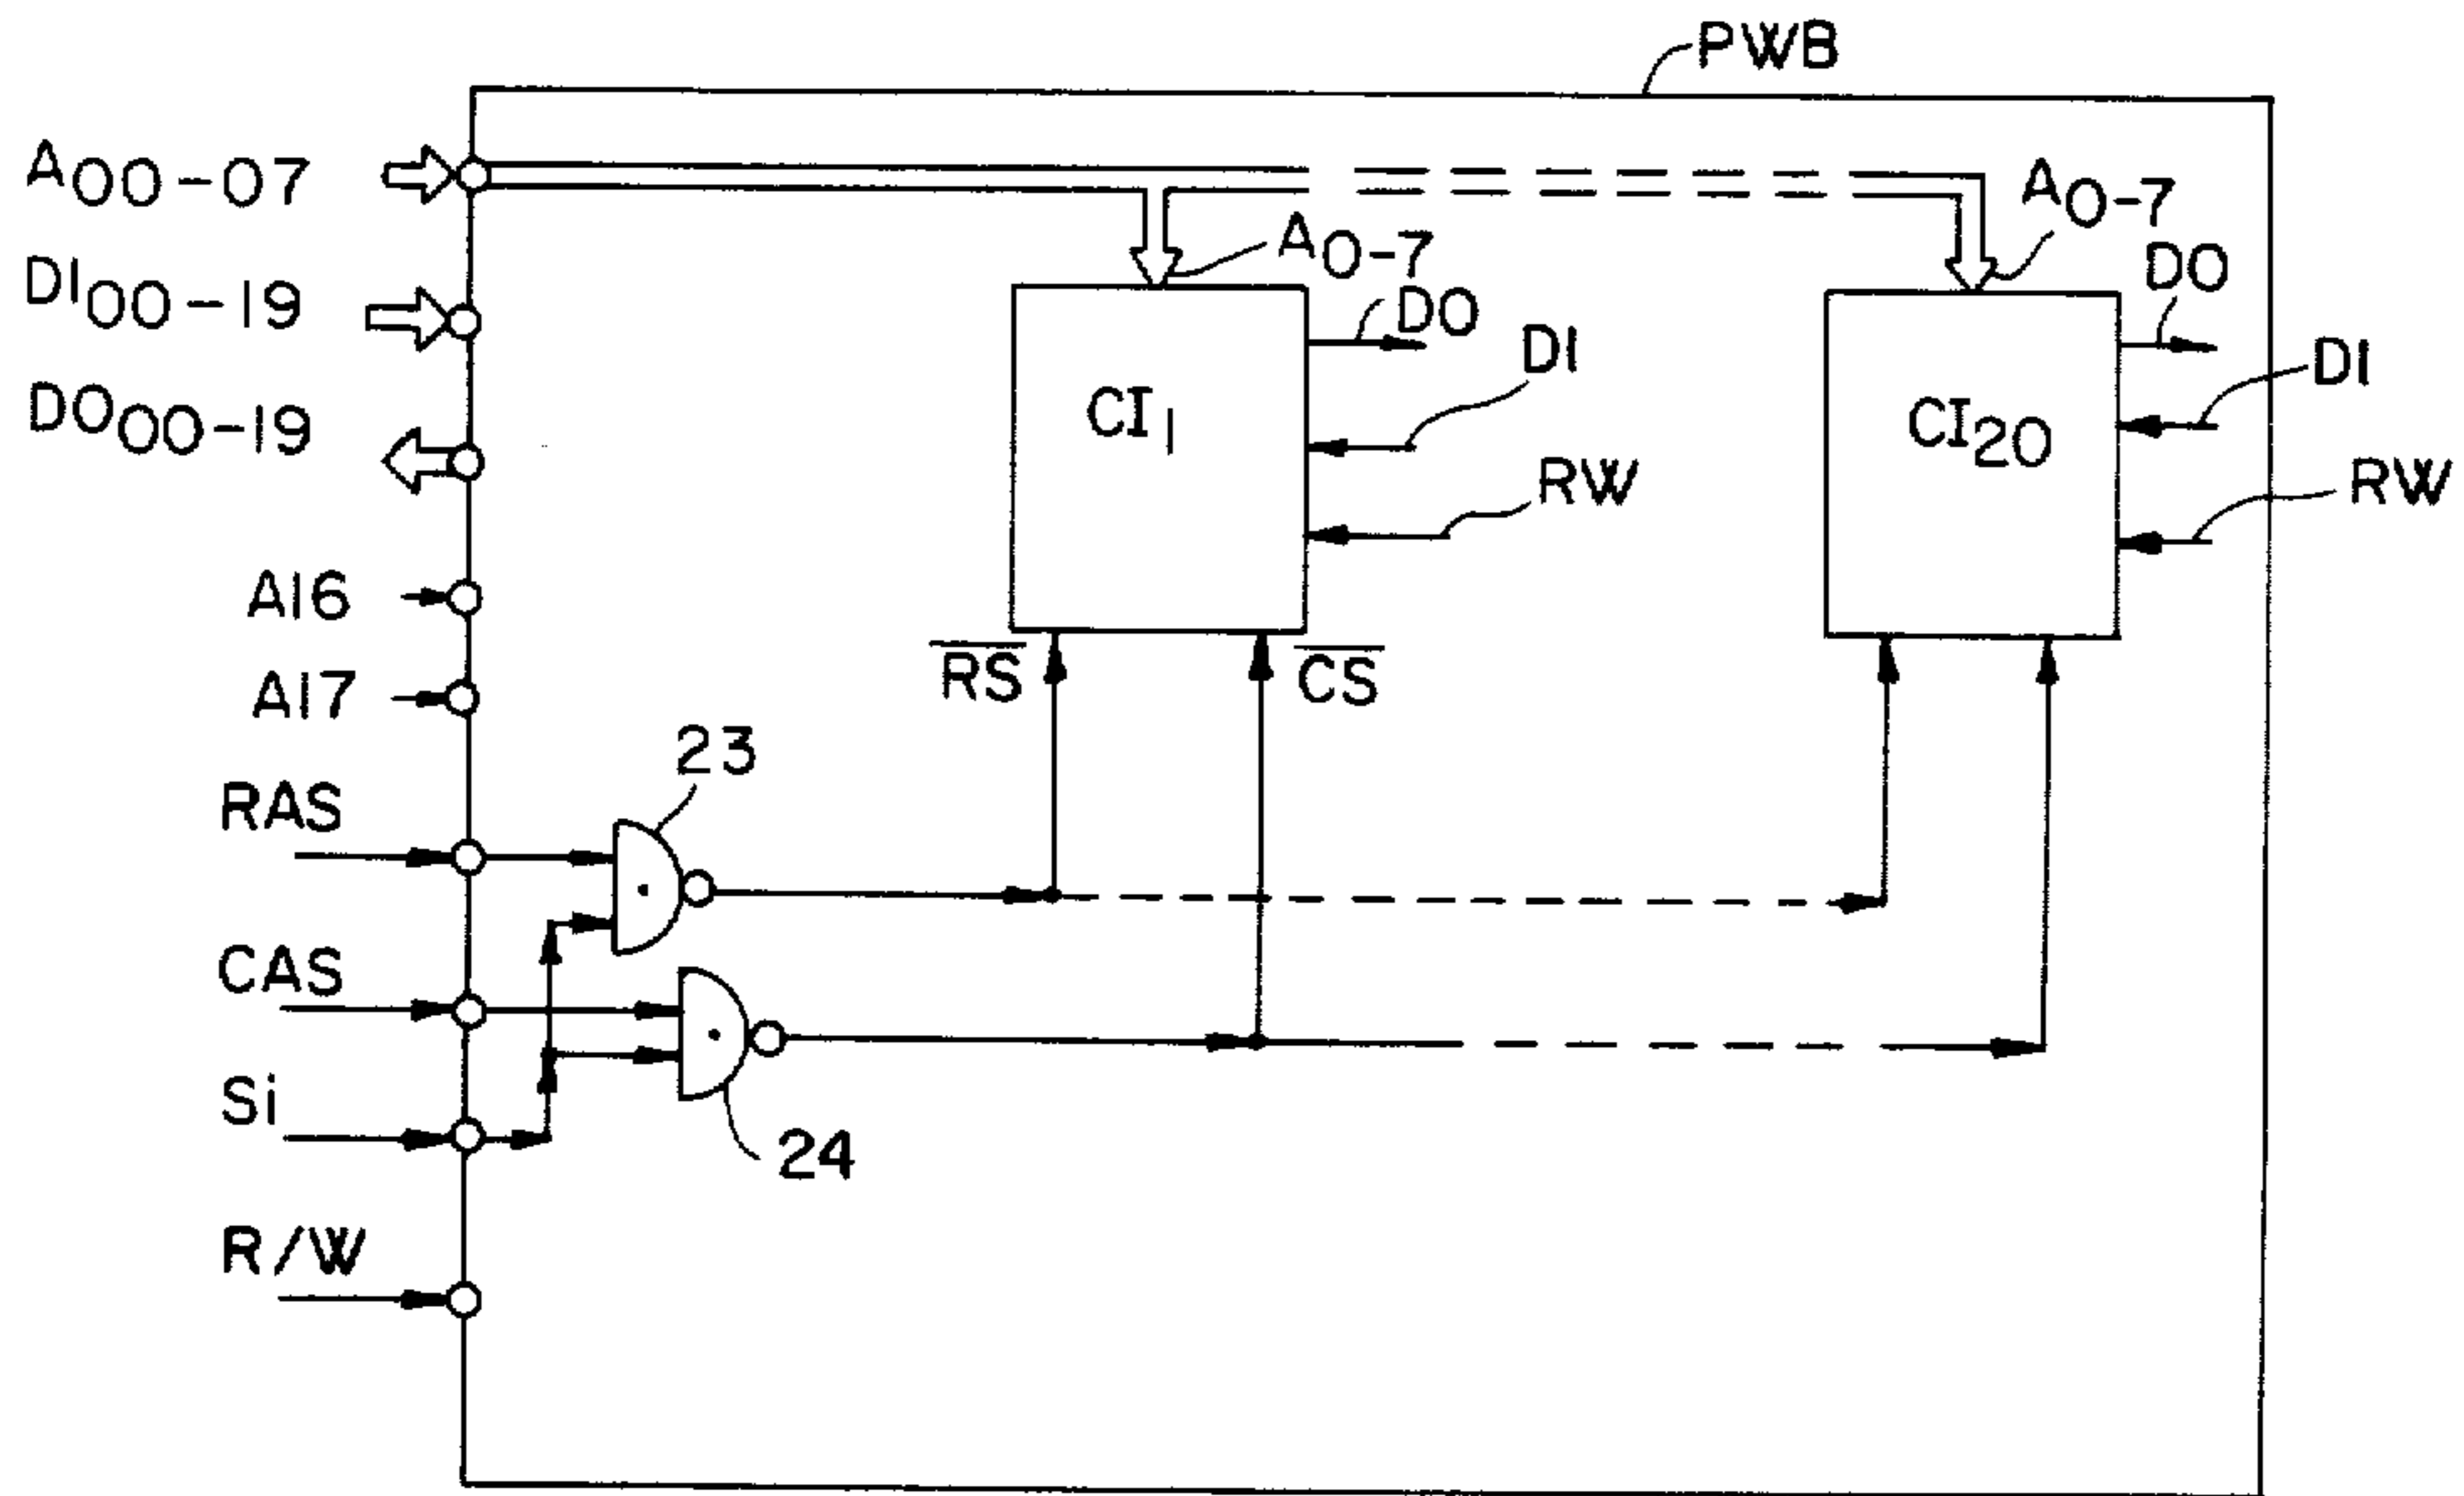 PWB
A00-07
A0-7
A0-7
DI00-19
DO
DO
DI
DI
DO00-19
CI1
CI20
RW
RW
A16
RS
CS
A17
23
RAS
CAS
Si
24
R/W